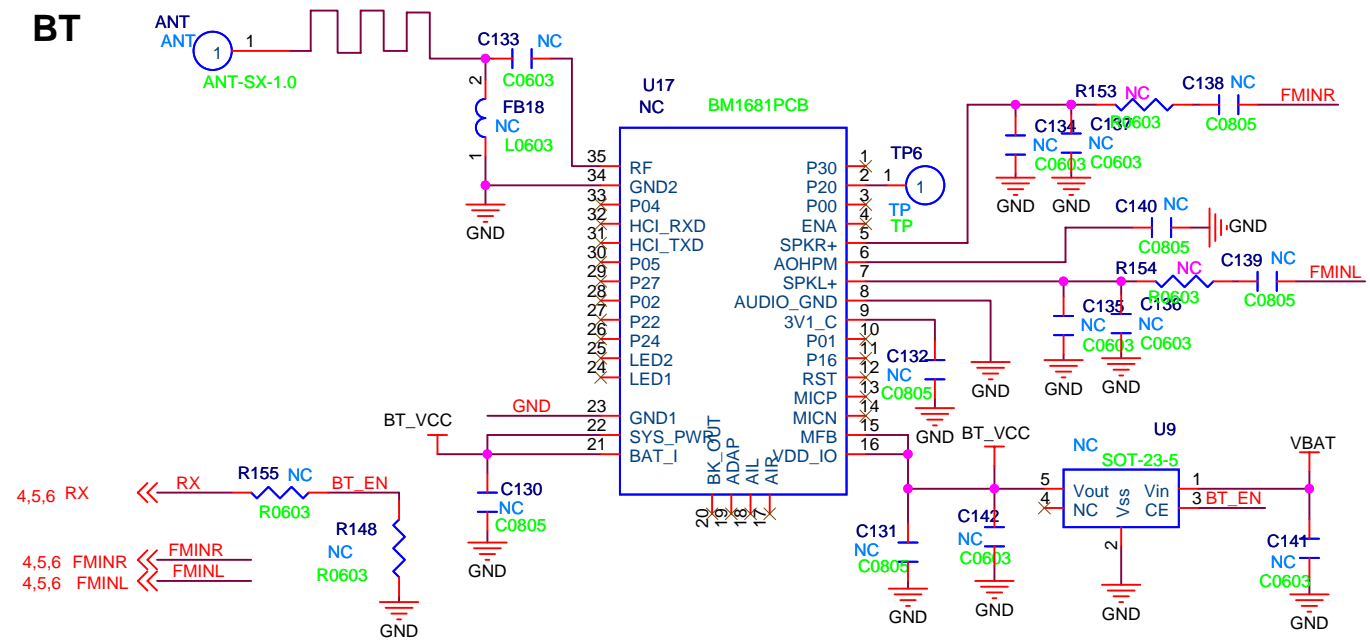 BT
ANT
ANT
1
1
ANT-SX-1.0
C133
NC
C0603
2
FB18
NC
L0603
1
GND
U17
NC
BM1681PCB
35
RF
34
GND2
33
P04
32
HCI_RXD
31
HCI_TXD
30
P05
29
P27
28
P02
27
P22
26
P24
25
LED2
24
LED1
23
GND1
22
SYS_PWR
21
BAT_I
GND
1
P30
2
P20
3
P00
4
ENA
5
SPKR+
6
AOHPM
7
SPKL+
8
AUDIO_GND
9
3V1_C
10
P01
11
P16
12
RST
13
MICP
14
MICN
15
MFB
16
VDD_IO
BK_OUT
ADAP
AIL
AIR
20
19
18
17
TP6
1
1
TP
TP
R153
NC
R0603
C138
NC
C0805
FMINR
C134
NC
C0603
C137
NC
C0603
GND
GND
C140
NC
C0805
GND
R154
NC
R0603
C139
NC
C0805
FMINL
C135
NC
C0603
C136
NC
C0603
GND
GND
C132
NC
C0805
GND
GND
BT_VCC
C130
NC
C0805
GND
R155
NC
R0603
4,5,6 RX
RX
BT_EN
R148
NC
R0603
GND
4,5,6 FMINR
FMINR
4,5,6 FMINL
FMINL
BT_VCC
C131
NC
C0805
GND
C142
NC
C0603
GND
U9
NC
SOT-23-5
5
Vout
4
NC
Vss
2
Vin
1
CE
3
BT_EN
GND
VBAT
C141
NC
C0603
GND